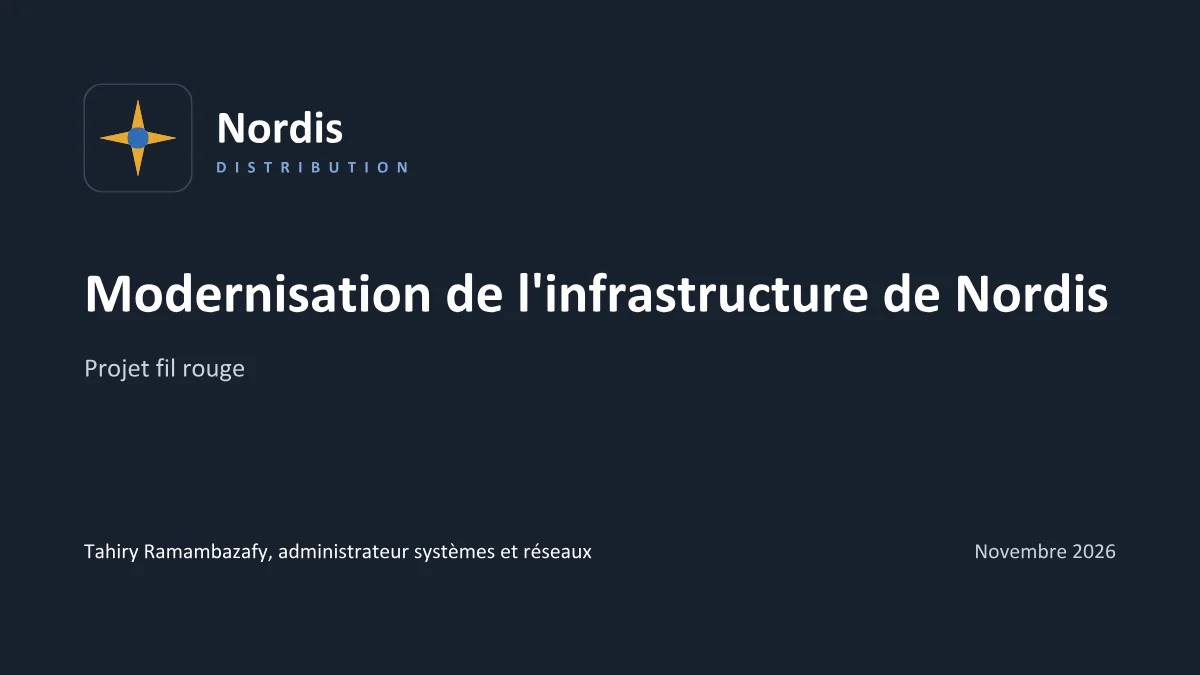 Nordis
DISTRIBUTION
Modernisation de l'infrastructure de Nordis
Projet fil rouge
Tahiry Ramambazafy, administrateur systèmes et réseaux
Novembre 2026